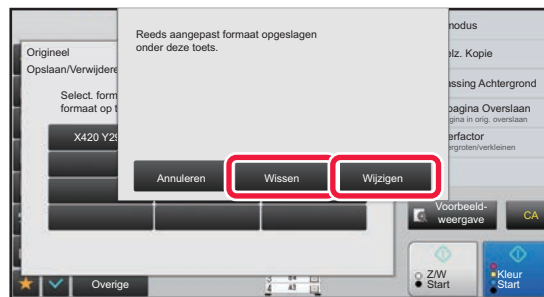 Reeds aangepast formaat opgeslagen
onder deze toets.
Annuleren
Wissen
Wijzigen
Origineel
Opslaan/Verwijdere
Select. form
formaat op t
X420 Y29
Overige
modus
elz. Kopie
assing Achtergrond
pagina Overslaan
gina in orig. overslaan
erfactor
ergroten/verkleinen
Voorbeeld-
weergave
CA
Z/W
Start
Kleur
Start